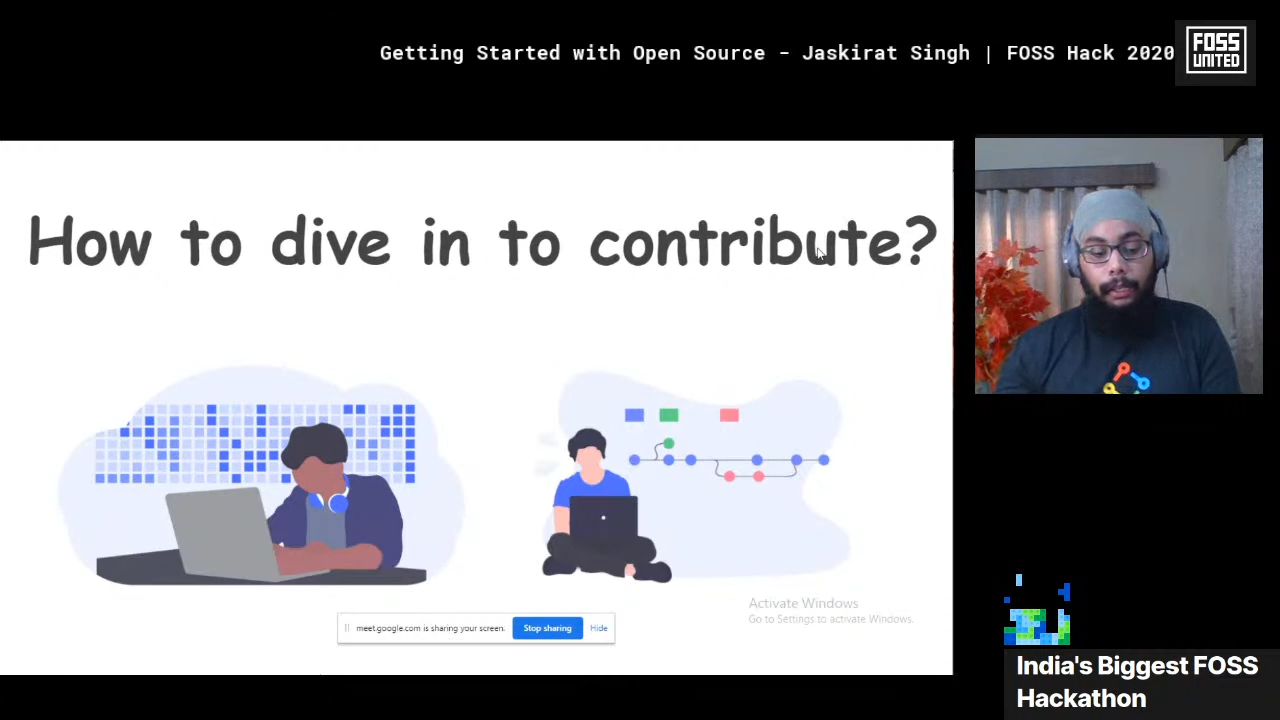 Getting Started with Open Source - Jaskirat Singh | FOSS Hack 2020
FOSS
UNITED
How to dive in to contribute?
Activate Windows
Go to Settings to activate Windows.
meet.google.com is sharing your screen.
Stop sharing
Hide
India's Biggest FOSS
Hackathon